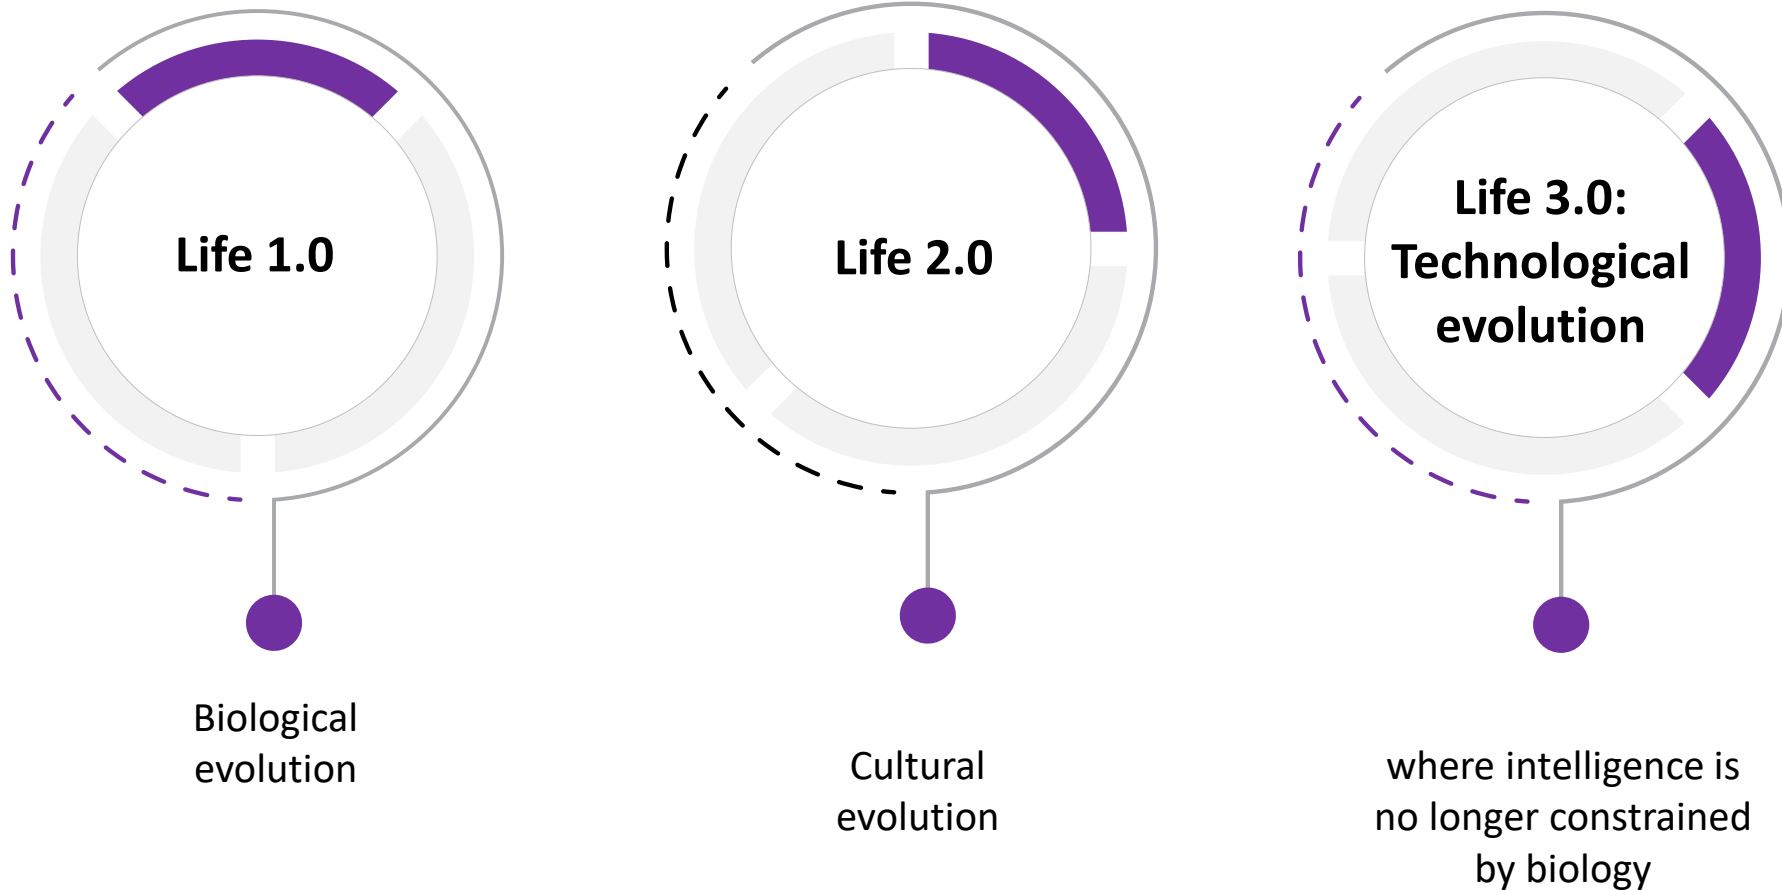 Life 1.0
Biological
evolution
Life 2.0
Cultural
evolution
Life 3.0:
Technological
evolution
where intelligence is
no longer constrained
by biology